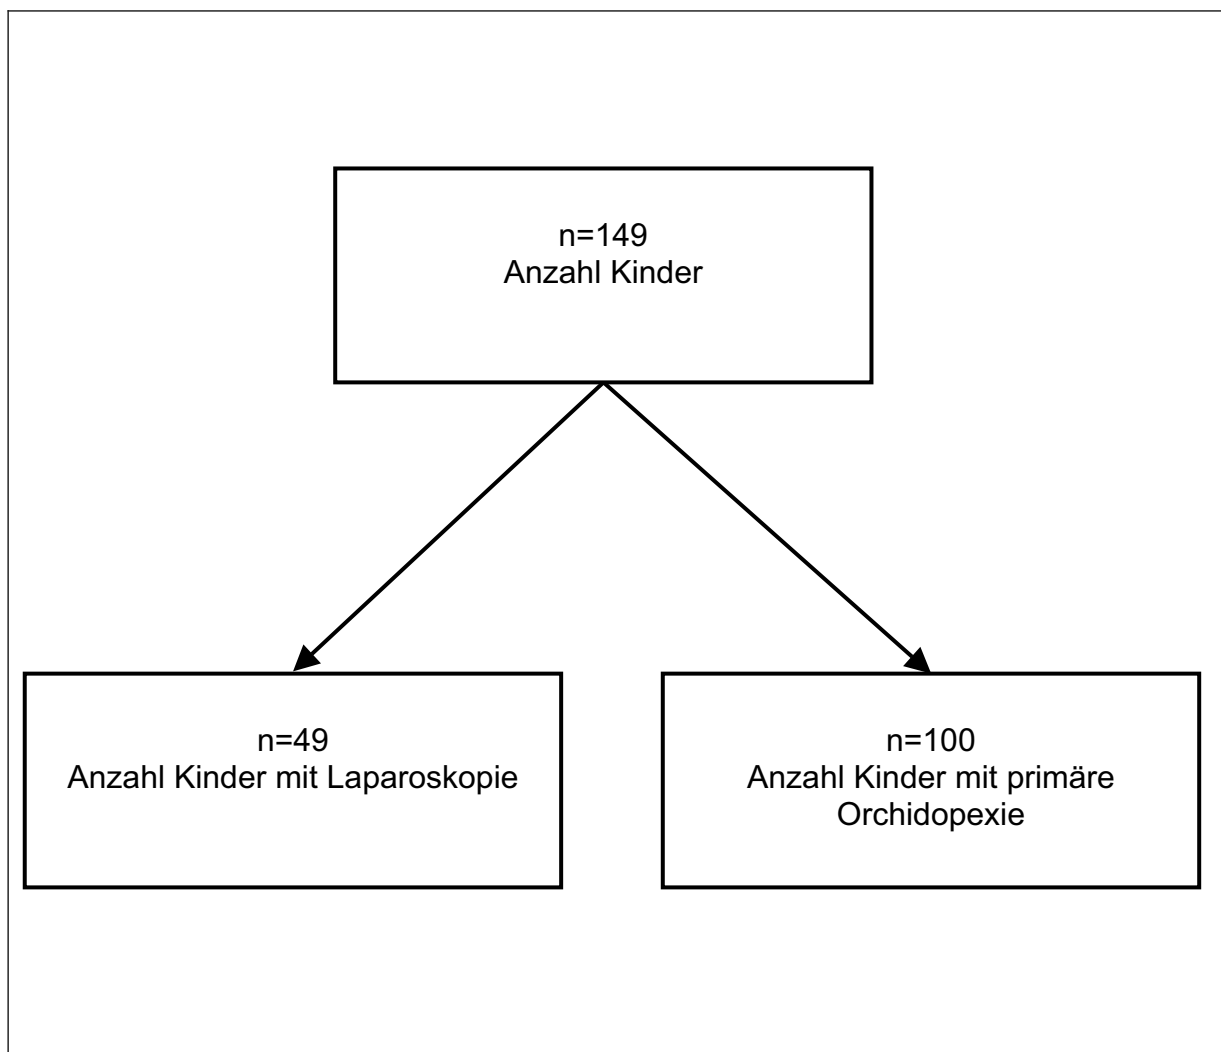 n=149
Anzahl Kinder
n=49
Anzahl Kinder mit Laparoskopie
n=100
Anzahl Kinder mit primäre
Orchidopexie